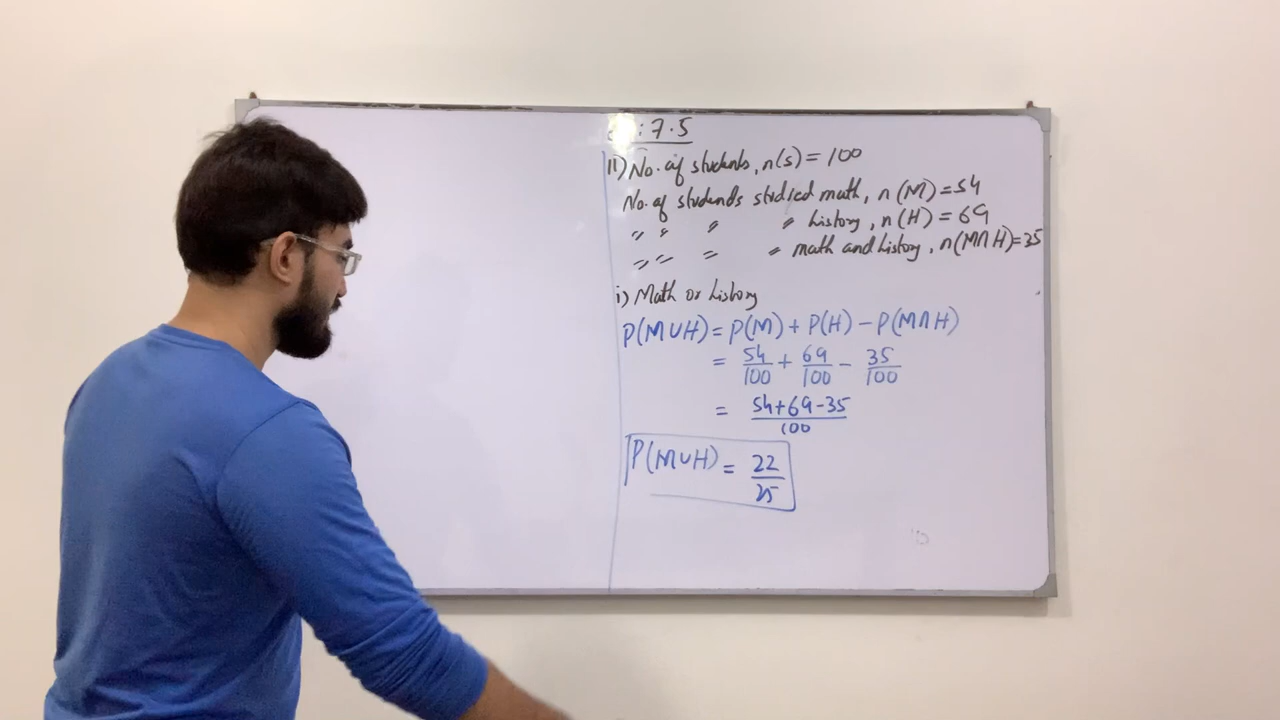 : 7.5
11) No. of students, n(s) = 100
No. of students studied math, n(M) = 54
〃 〃 〃 〃 history, n(H) = 69
〃 〃 〃 〃 math and history, n(M∩H) = 35
i) Math or history
P(M∪H) = P(M) + P(H) − P(M∩H)
= 54/100 + 69/100 − 35/100
= 54+69−35/100
P(M∪H) = 22/25